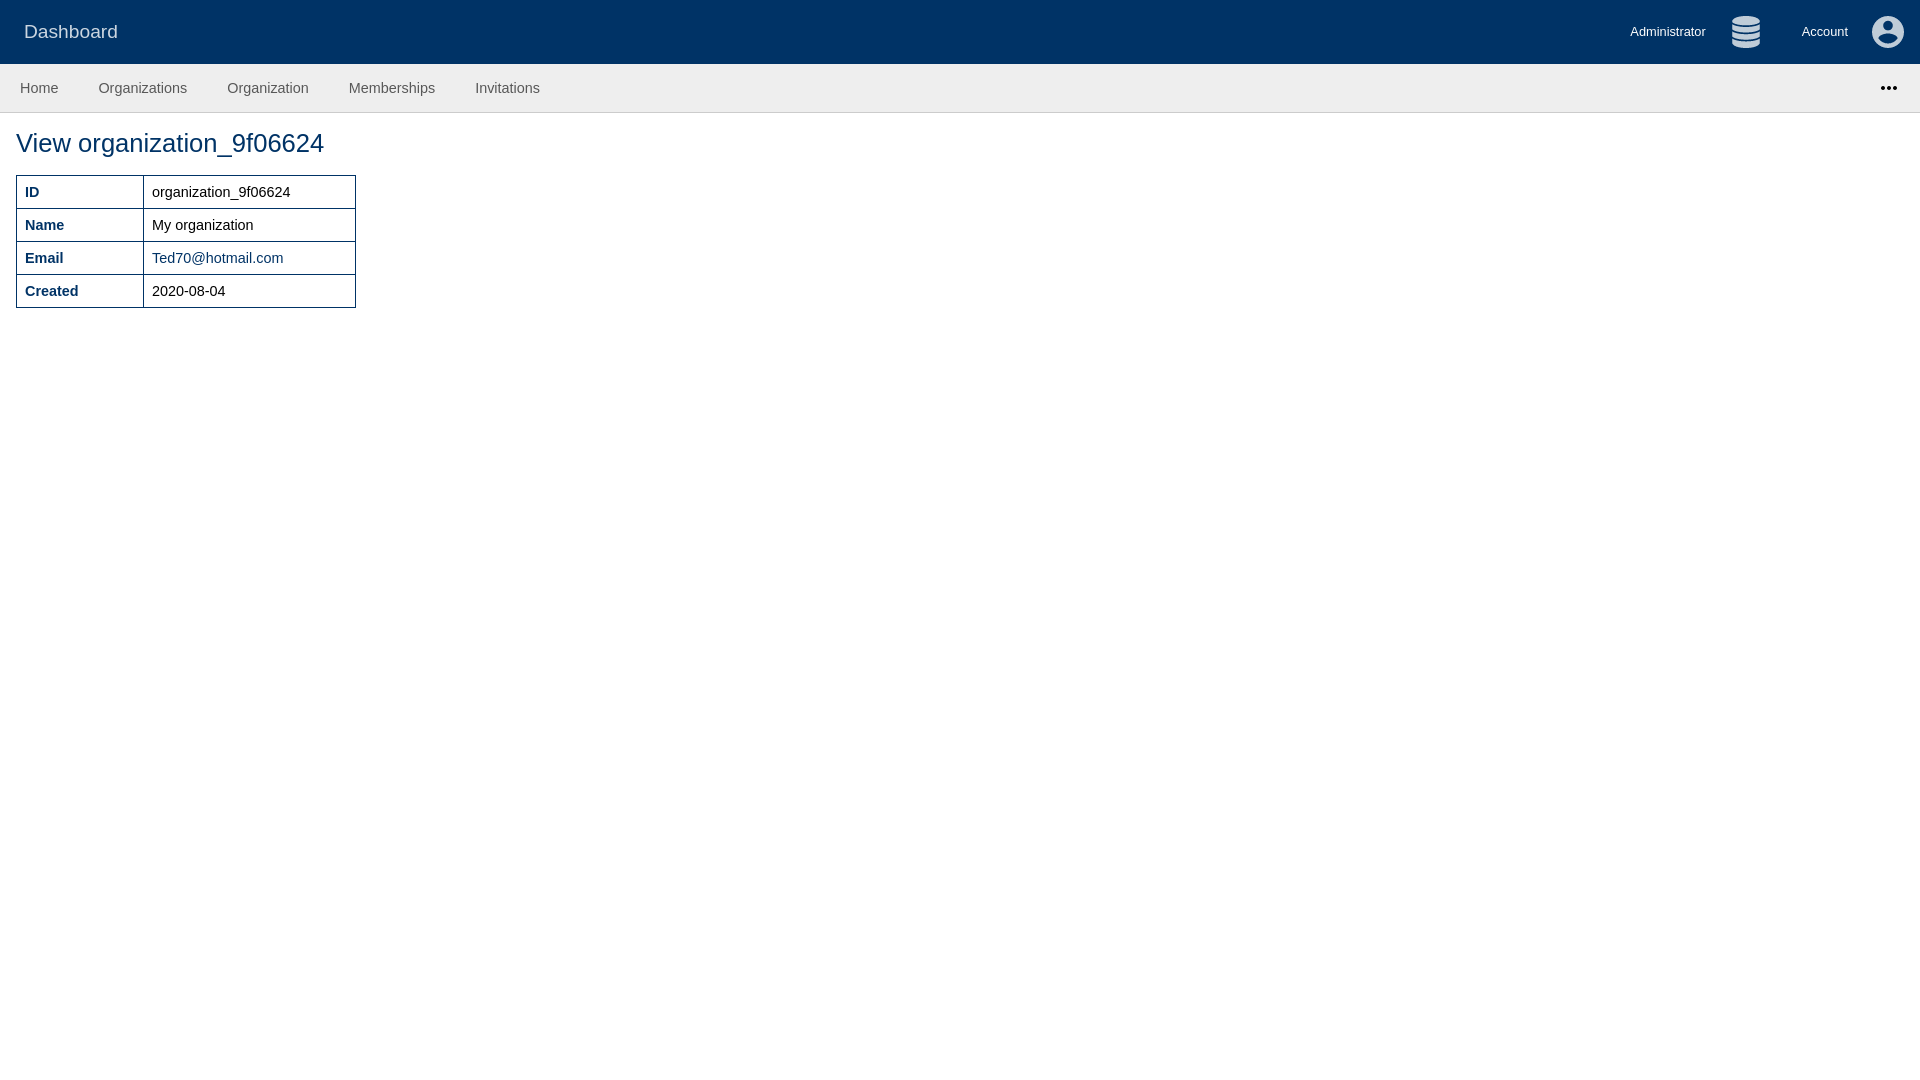 Dashboard
Administrator
Account
Home
Organizations
Organization
Memberships
Invitations
View organization_9f06624
ID organization_9f06624
Name My organization
Email Ted70@hotmail.com
Created 2020-08-04